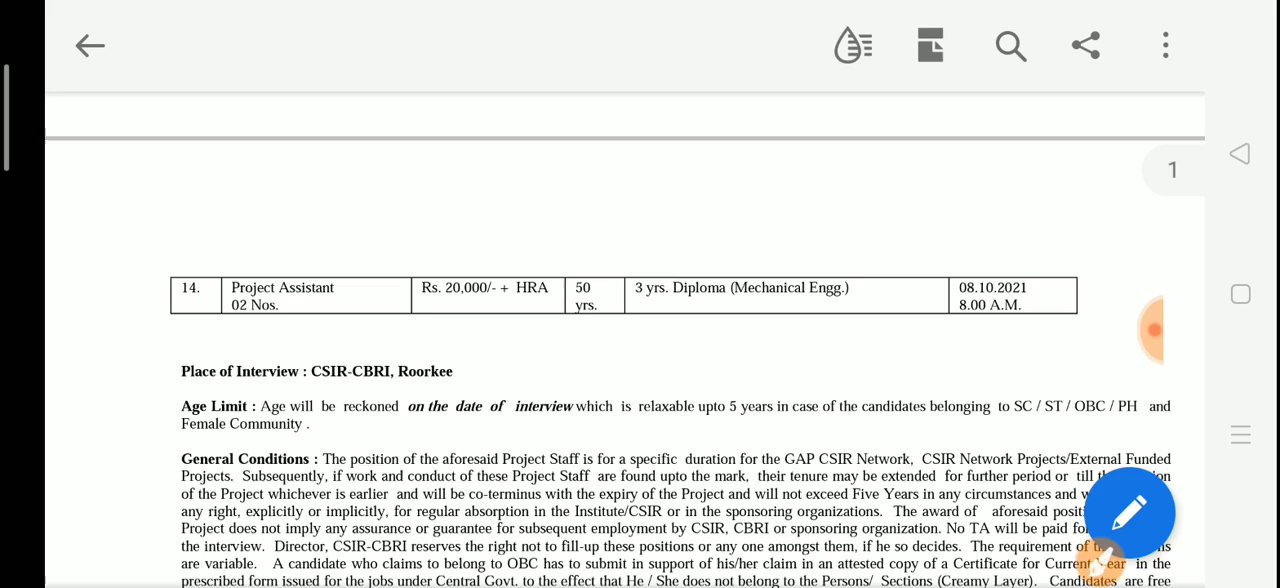 1
14. Project Assistant Rs. 20,000/- + HRA 50 3 yrs. Diploma (Mechanical Engg.) 08.10.2021
02 Nos. yrs. 8.00 A.M.
Place of Interview : CSIR-CBRI, Roorkee
Age Limit : Age will be reckoned on the date of interview which is relaxable upto 5 years in case of the candidates belonging to SC / ST / OBC / PH and
Female Community .
General Conditions : The position of the aforesaid Project Staff is for a specific duration for the GAP CSIR Network, CSIR Network Projects/External Funded
Projects. Subsequently, if work and conduct of these Project Staff are found upto the mark, their tenure may be extended for further period or till
of the Project whichever is earlier and will be co-terminus with the expiry of the Project and will not exceed Five Years in any circumstances and
any right, explicitly or implicitly, for regular absorption in the Institute/CSIR or in the sponsoring organizations. The award of aforesaid
Project does not imply any assurance or guarantee for subsequent employment by CSIR, CBRI or sponsoring organization. No TA will be paid
the interview. Director, CSIR-CBRI reserves the right not to fill-up these positions or any one amongst them, if he so decides. The requirement of
are variable. A candidate who claims to belong to OBC has to submit in support of his/her claim in an attested copy of a Certificate for Current in the
prescribed form issued for the jobs under Central Govt. to the effect that He / She does not belong to the Persons/ Sections (Creamy Layer). Candidates are free